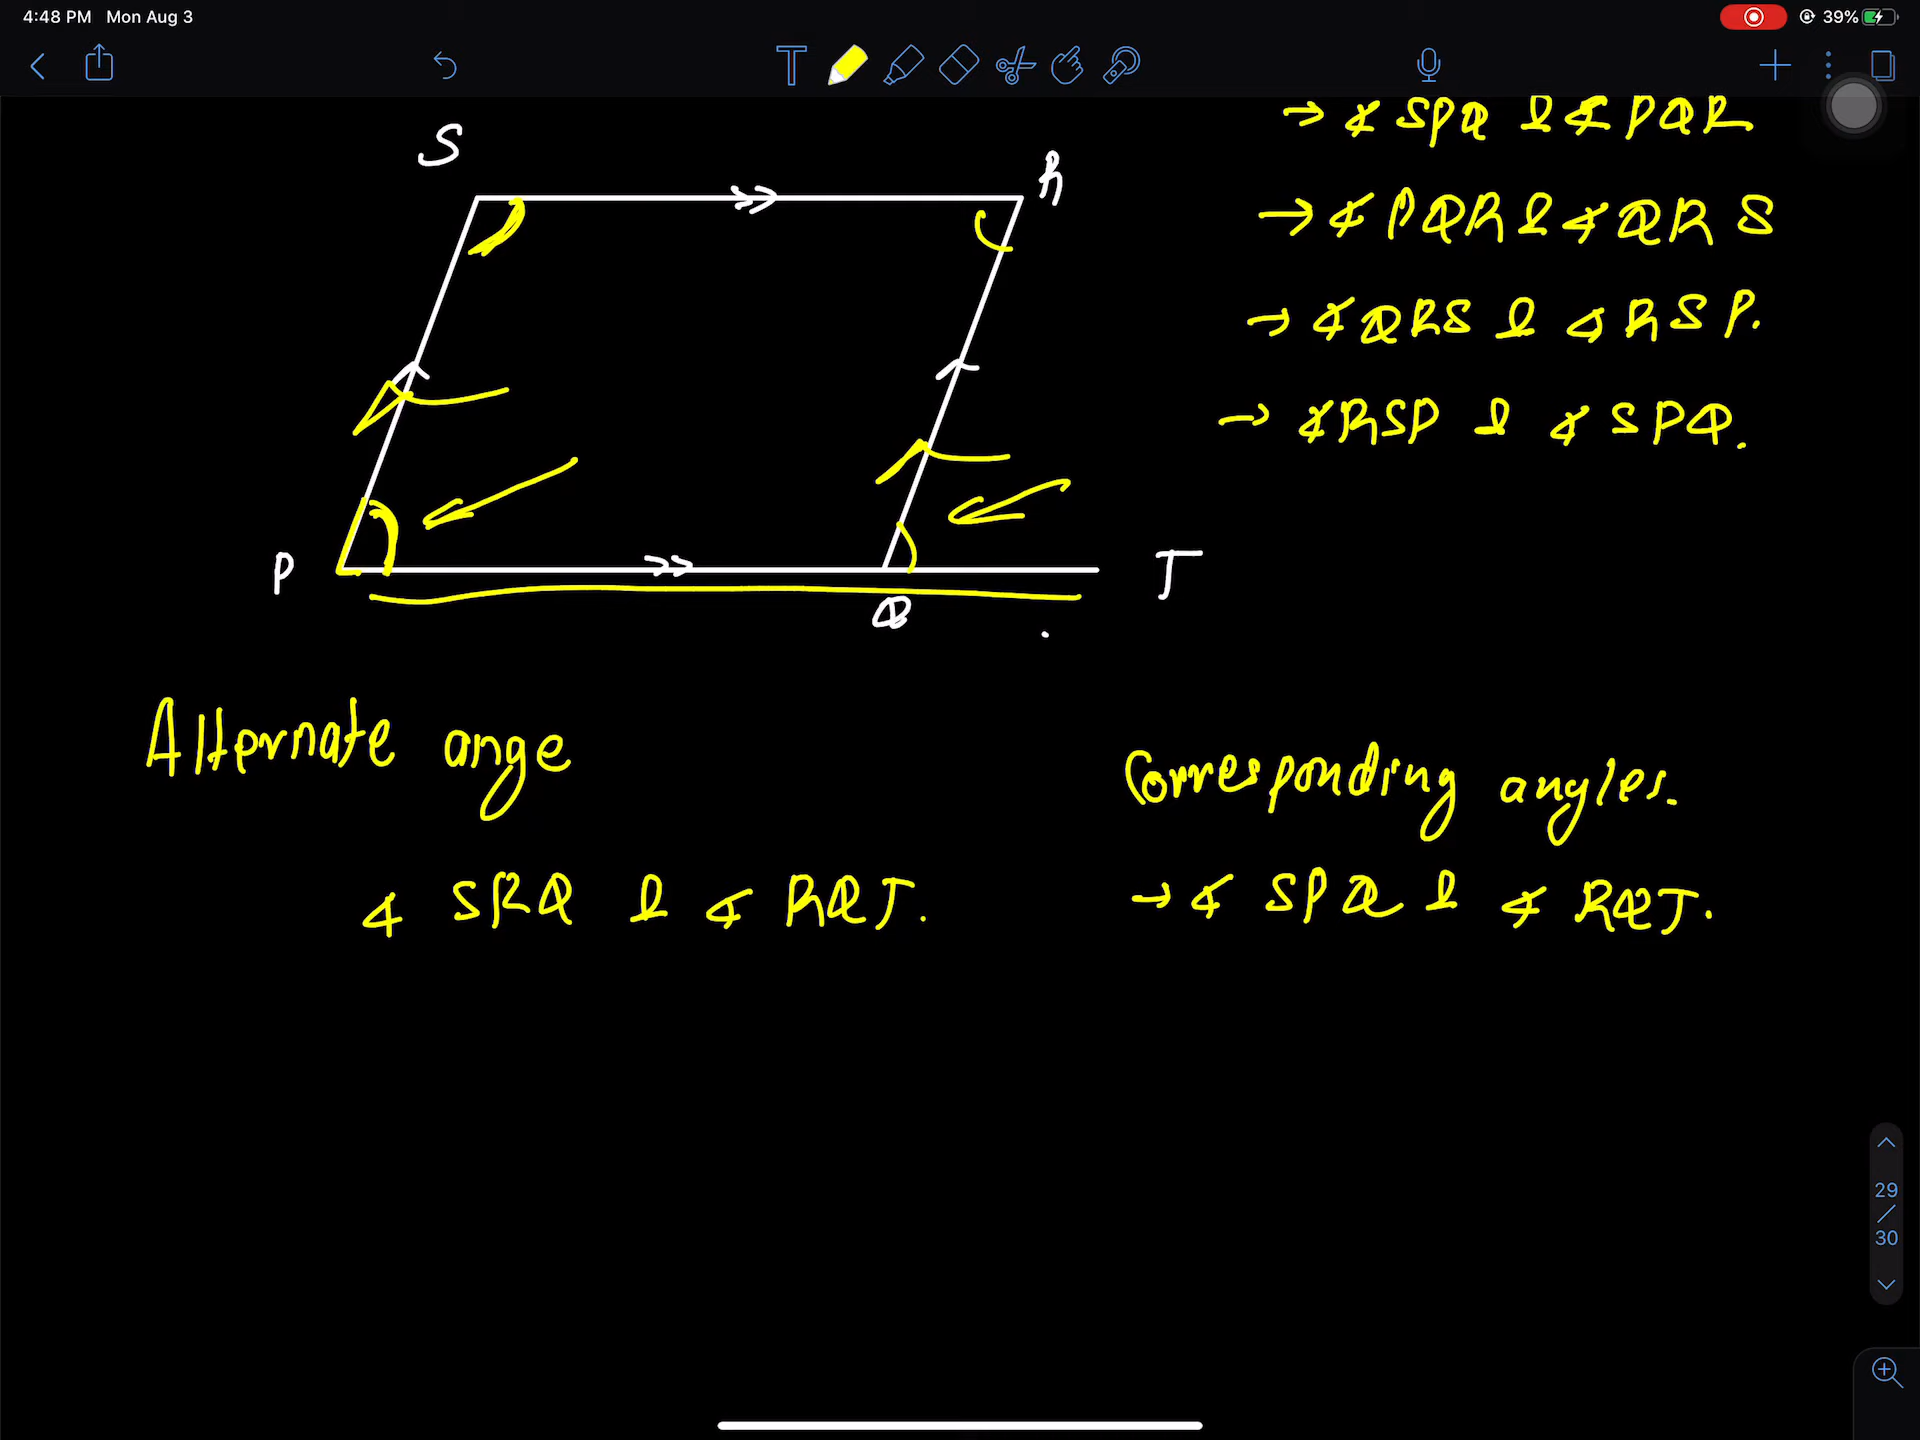 4:48 PM Mon Aug 3
39%
→ ∡ SPQ & ∡ PQR
S
R
→ ∡ PQR & ∡ QRS
→ ∡ QRS & ∡ RSP.
→ ∡ RSP & ∡ SPQ.
P
T
Q
Alternate ange
Corresponding angles.
∡ SRQ & ∡ RQT.
→ ∡ SPQ & ∡ RQT.
29
/
30